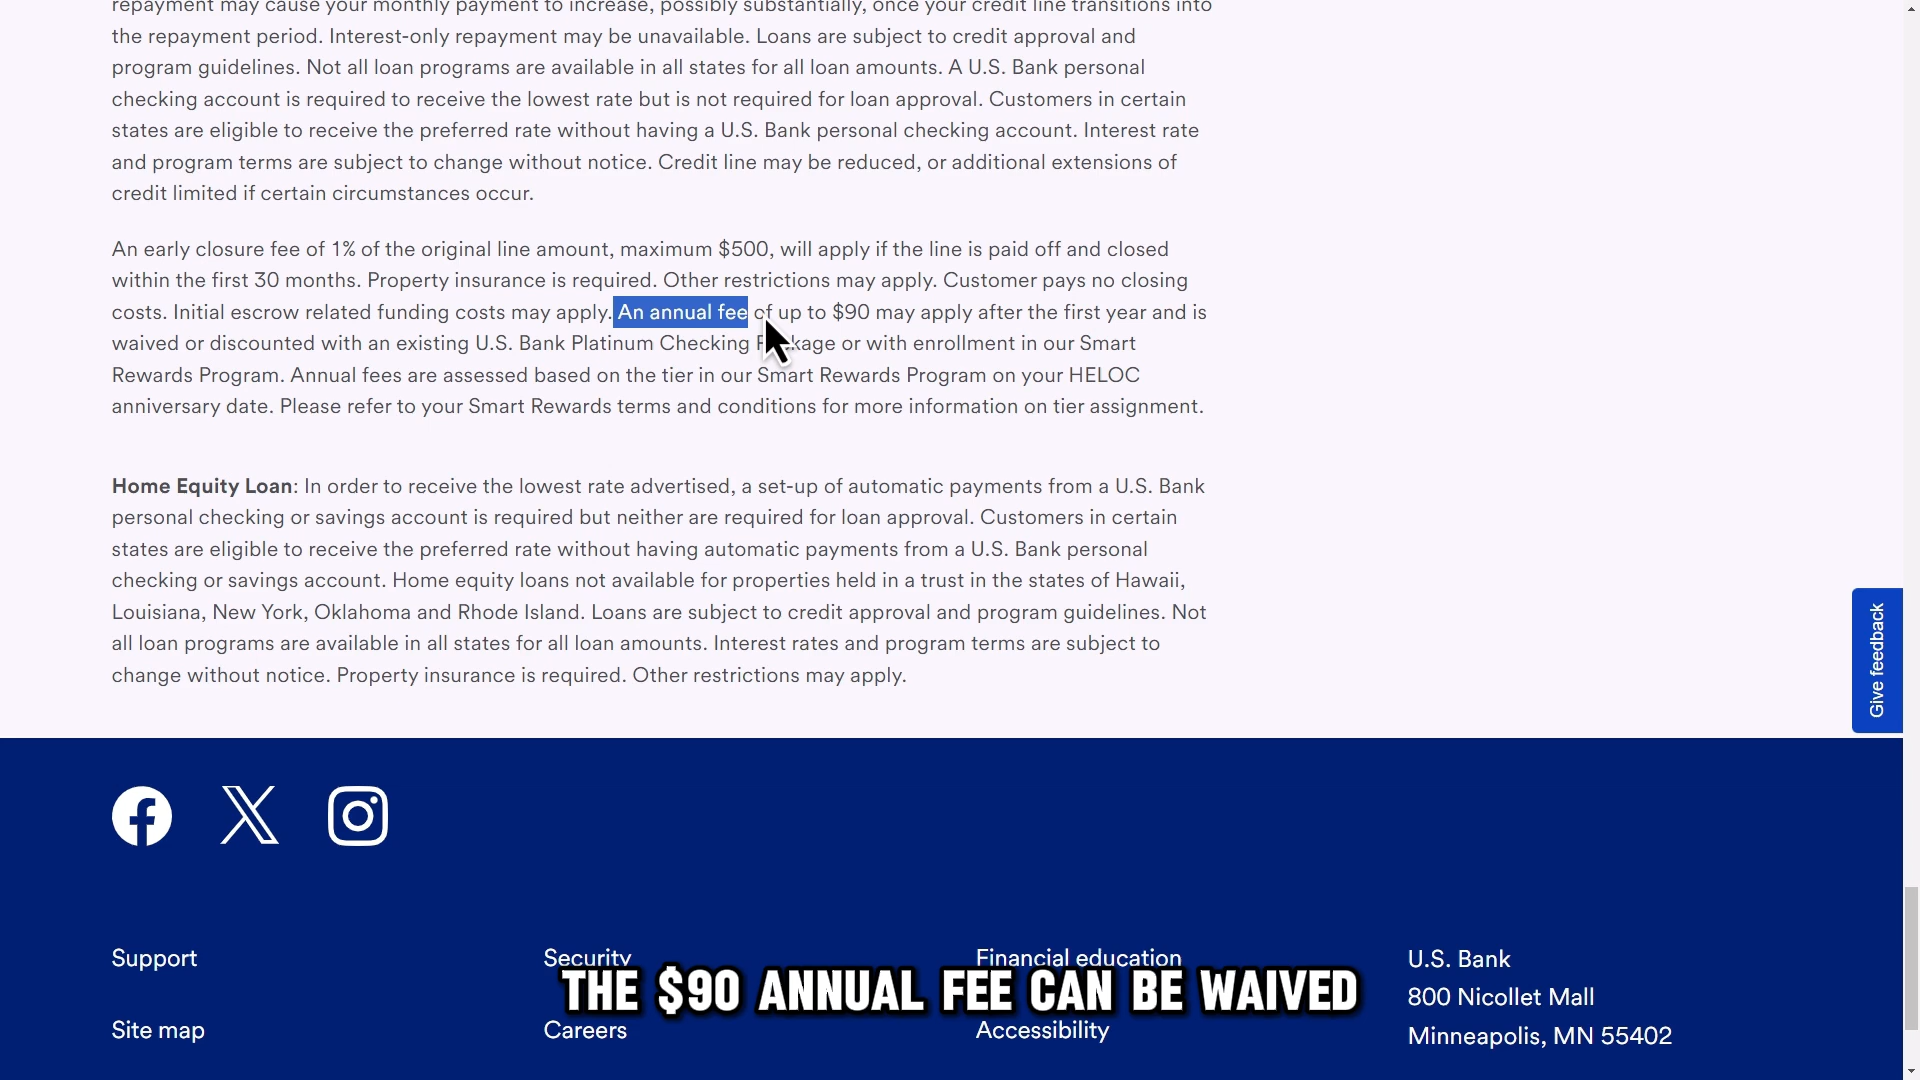 repayment may cause your monthly payment to increase, possibly substantially, once your credit line transitions into
the repayment period. Interest-only repayment may be unavailable. Loans are subject to credit approval and
program guidelines. Not all loan programs are available in all states for all loan amounts. A U.S. Bank personal
checking account is required to receive the lowest rate but is not required for loan approval. Customers in certain
states are eligible to receive the preferred rate without having a U.S. Bank personal checking account. Interest rate
and program terms are subject to change without notice. Credit line may be reduced, or additional extensions of
credit limited if certain circumstances occur.
An early closure fee of 1% of the original line amount, maximum $500, will apply if the line is paid off and closed
within the first 30 months. Property insurance is required. Other restrictions may apply. Customer pays no closing
costs. Initial escrow related funding costs may apply. An annual fee of up to $90 may apply after the first year and is
waived or discounted with an existing U.S. Bank Platinum Checking Package or with enrollment in our Smart
Rewards Program. Annual fees are assessed based on the tier in our Smart Rewards Program on your HELOC
anniversary date. Please refer to your Smart Rewards terms and conditions for more information on tier assignment.
Home Equity Loan: In order to receive the lowest rate advertised, a set-up of automatic payments from a U.S. Bank
personal checking or savings account is required but neither are required for loan approval. Customers in certain
states are eligible to receive the preferred rate without having automatic payments from a U.S. Bank personal
checking or savings account. Home equity loans not available for properties held in a trust in the states of Hawaii,
Louisiana, New York, Oklahoma and Rhode Island. Loans are subject to credit approval and program guidelines. Not
all loan programs are available in all states for all loan amounts. Interest rates and program terms are subject to
change without notice. Property insurance is required. Other restrictions may apply.
Give feedback
Support
Security
Financial education
U.S. Bank
800 Nicollet Mall
Minneapolis, MN 55402
THE $90 ANNUAL FEE CAN BE WAIVED
Site map
Careers
Accessibility